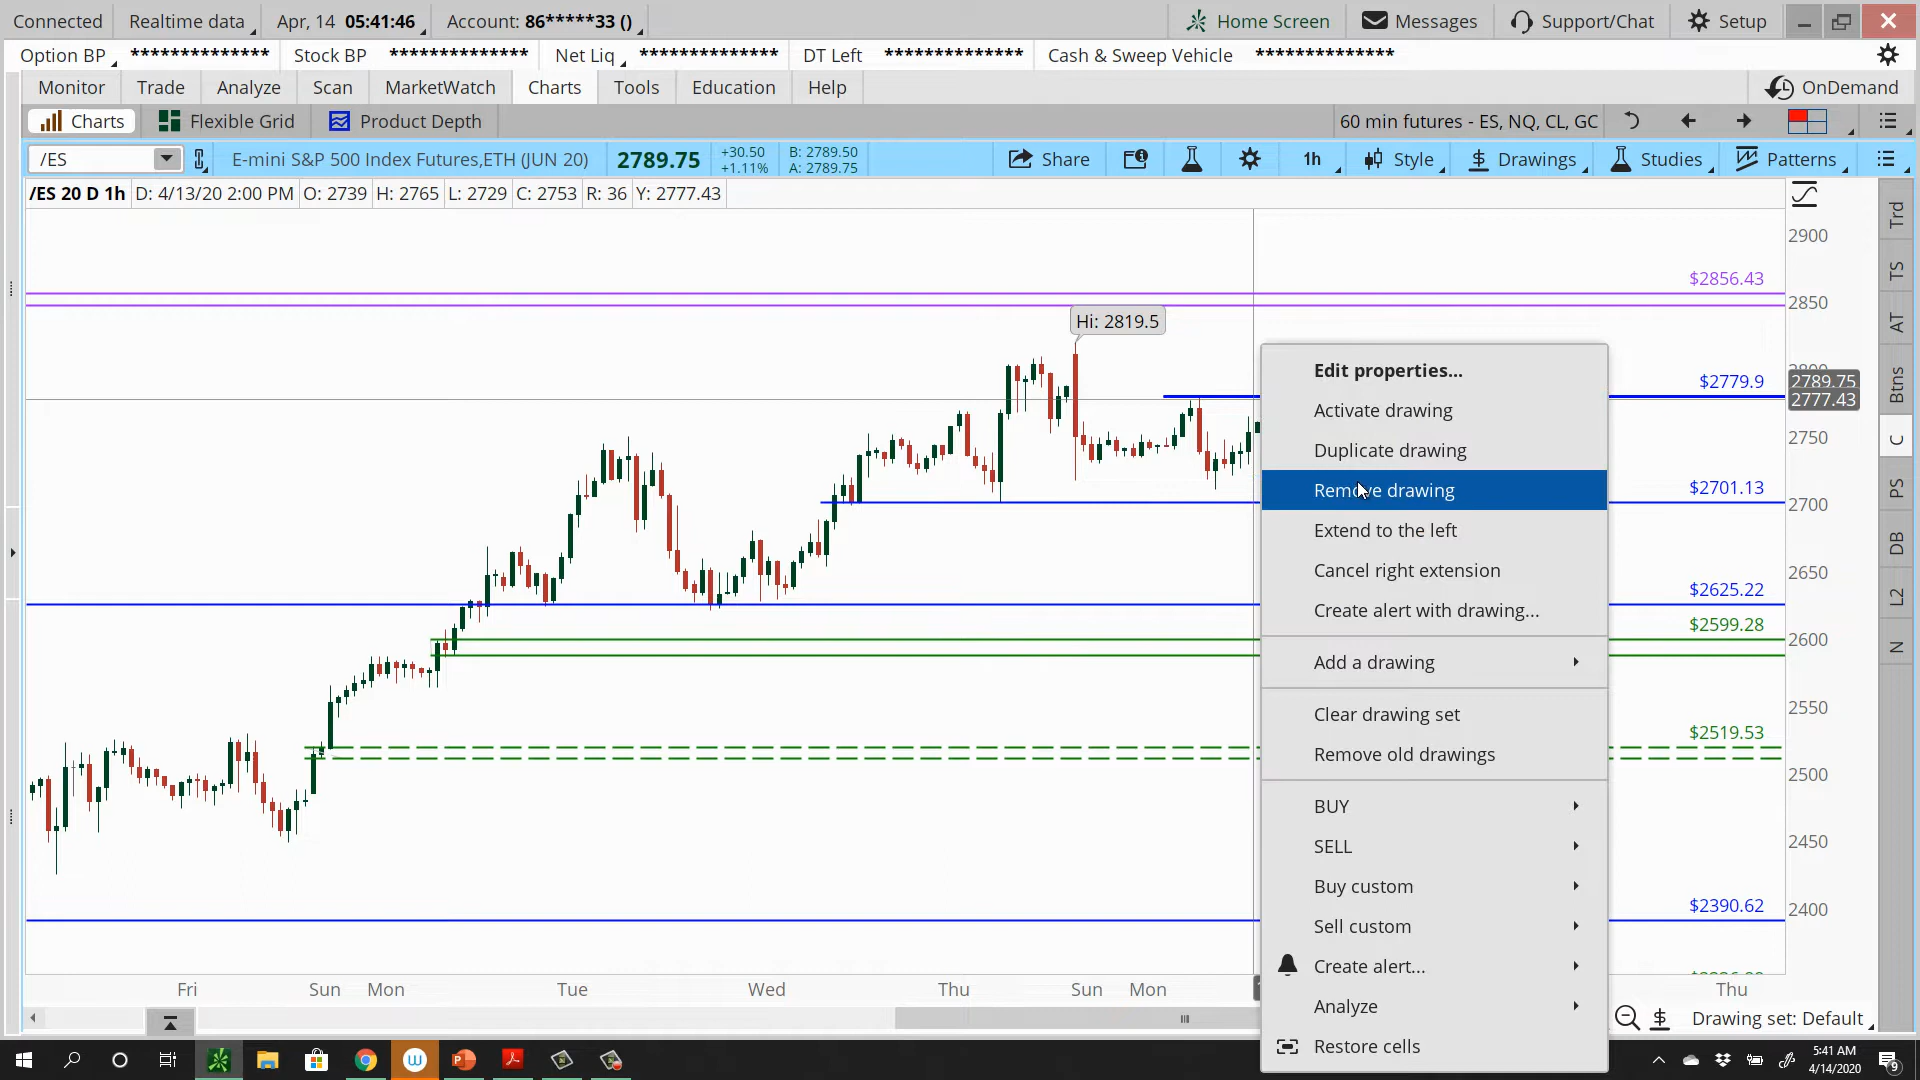 Connected Realtime data Apr, 14 05:41:46 Account: 86*****33 () Home Screen Messages Support/Chat Setup
Option BP ************** Stock BP ************** Net Liq ************** DT Left ************** Cash & Sweep Vehicle **************
Monitor Trade Analyze Scan MarketWatch Charts Tools Education Help OnDemand
Charts Flexible Grid Product Depth 60 min futures - ES, NQ, CL, GC
/ES E-mini S&P 500 Index Futures,ETH (JUN 20) 2789.75 +30.50 B: 2789.50 Share 1h Style Drawings Studies Patterns
+1.11% A: 2789.75
/ES 20 D 1h D: 4/13/20 2:00 PM O: 2739 H: 2765 L: 2729 C: 2753 R: 36 Y: 2777.43
Trd
2900
TS
$2856.43
2850
AT
Hi: 2819.5
Edit properties...
2800
$2779.9
2789.75
2777.43
Btns
Activate drawing
2750
C
Duplicate drawing
Remove drawing
$2701.13
PS
2700
Extend to the left
DB
Cancel right extension
2650
$2625.22
L2
Create alert with drawing...
$2599.28
2600
N
Add a drawing
Clear drawing set
2550
$2519.53
Remove old drawings
2500
BUY
SELL
2450
Buy custom
$2390.62
2400
Sell custom
Create alert...
Fri Sun Mon Tue Wed Thu Sun Mon Thu
Analyze
Drawing set: Default
Restore cells
5:41 AM
4/14/2020
9